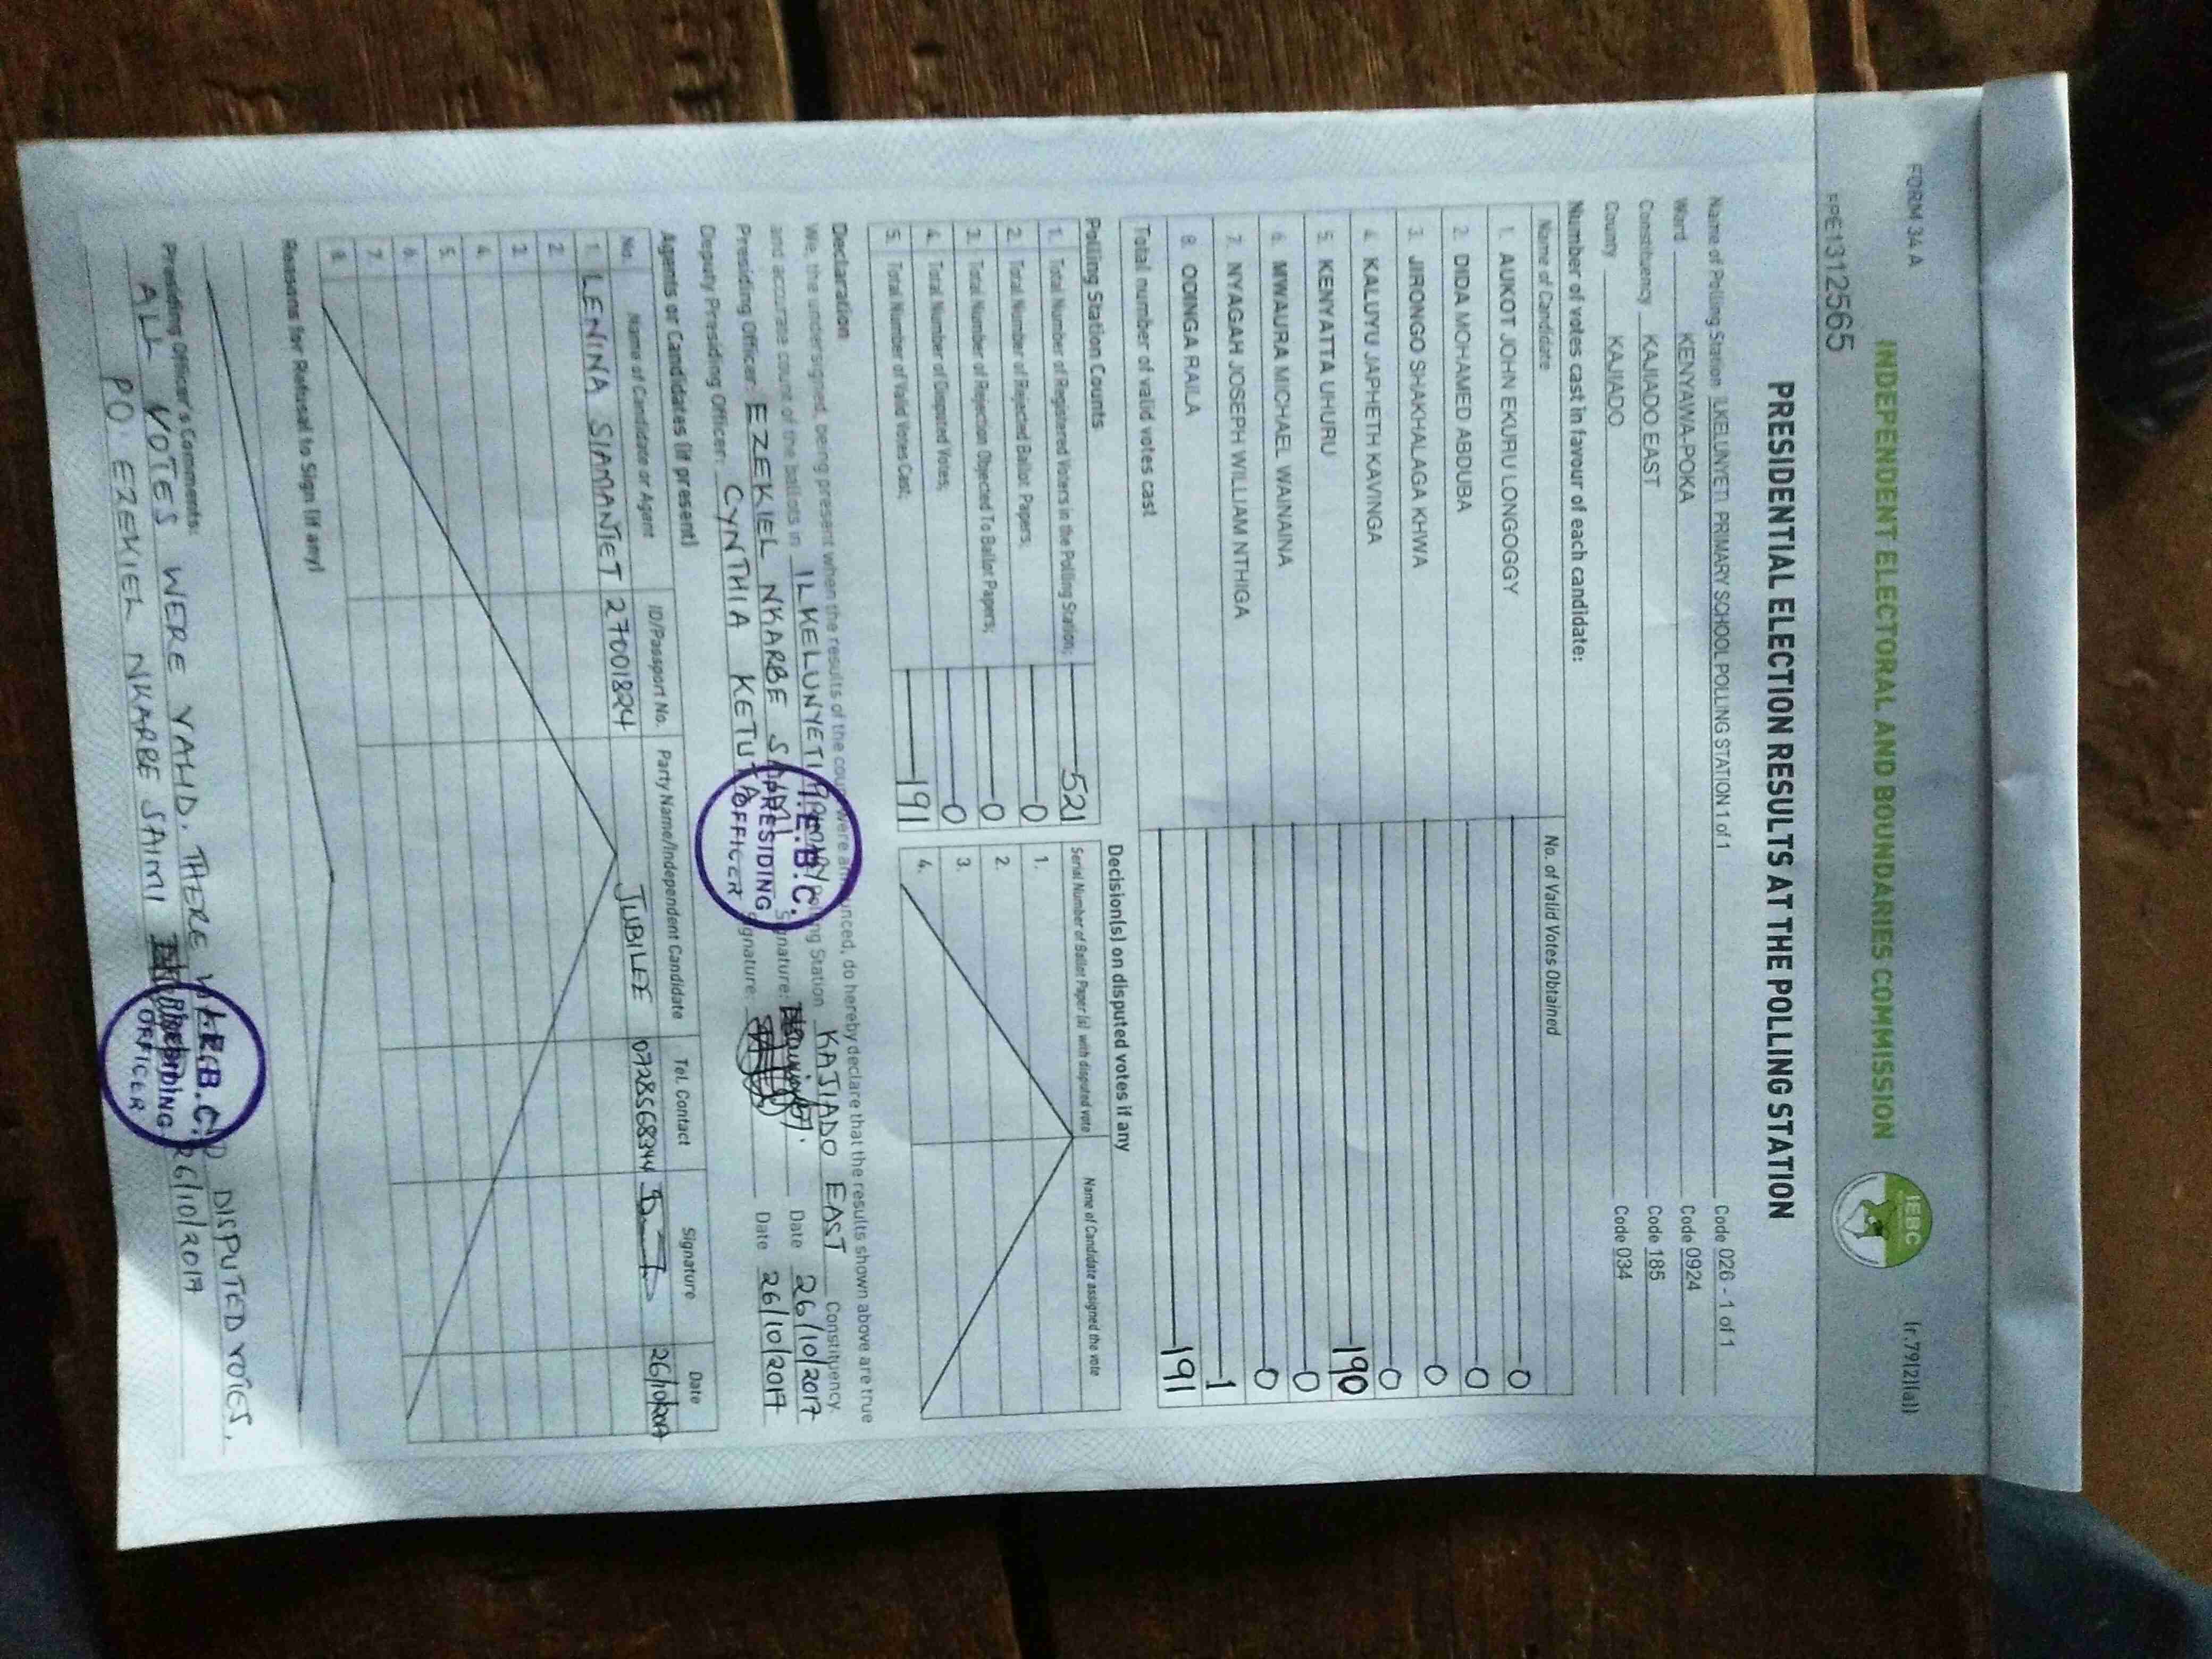 FORM 34 A
(r.79(2)(a))
INDEPENDENT ELECTORAL AND BOUNDARIES COMMISSION
IEBC
PRESIDENTIAL ELECTION RESULTS AT THE POLLING STATION
Name of Polling Station ILKELUNYETI PRIMARY SCHOOL POLLING STATION 1 of 1 Code 026 - 1 of 1
Ward KENYAWA-POKA Code 0924
Constituency KAJIADO EAST Code 185
County KAJIADO Code 034
Number of votes cast in favour of each candidate:
Name of Candidate No. of Valid Votes Obtained
1. AUKOT JOHN EKURU LONGOGGY 0
2. DIDA MOHAMED ABDUBA 0
3. JIRONGO SHAKHALAGA KHWA 0
4. KALUYU JAPHETH KAVINGA 0
5. KENYATTA UHURU 190
6. MWAURA MICHAEL WAINAINA 0
7. NYAGAH JOSEPH WILLIAM NTHIGA 0
8. ODINGA RAILA 1
Total number of valid votes cast 191
Polling Station Counts
1. Total Number of Registered Voters in the Polling Station; 521
2. Total Number of Rejected Ballot Papers; 0
3. Total Number of Rejection Objected To Ballot Papers; 0
4. Total Number of Disputed Votes; 0
5. Total Number of Valid Votes Cast; 191
Decision(s) on disputed votes if any
Serial Number of Ballot Paper (s) with disputed vote Name of Candidate assigned the vote
1.
2.
3.
4.
Declaration
We, the undersigned, being present when the results of the count were announced, do hereby declare that the results shown above are true
and accurate count of the ballots in ILKELUNYETI PRIMARY Polling Station KAJIADO EAST Constituency.
Presiding Officer: EZEKIEL NKARBE SAIMI Signature: Date 26/10/2017
Deputy Presiding Officer: CYNTHIA KETUTA Signature: Date 26/10/2017
I.E.B.C.
PRESIDING
OFFICER
Agents or Candidates (if present)
No. Name of Candidate or Agent ID/Passport No. Party Name/Independent Candidate Tel. Contact Signature Date
1. LENINA SIAMANTET 27001824 JUBILEE 0728568344 26/10/2017
2.
3.
4.
5.
6.
7.
8.
Reasons for Refusal to Sign (if any)
Presiding Officer's Comments:
ALL VOTES WERE VALID. THERE DISPUTED VOTES.
PO EZEKIEL NKARBE SAIMI 26/10/2017
I.E.B.C.
PRESIDING
OFFICER